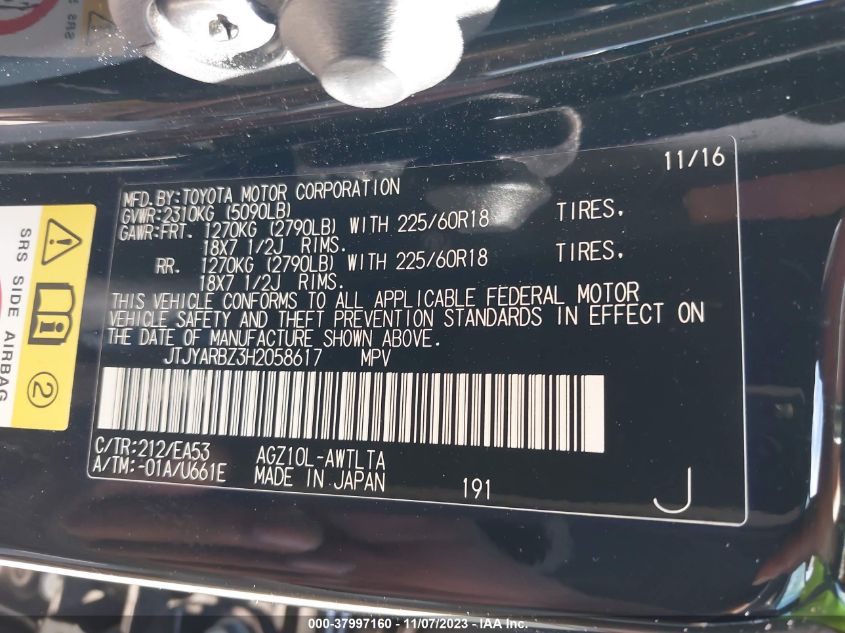 SRS
11/16
MFD.BY:TOYOTA MOTOR CORPORATION
GVWR:2310KG (5090LB)
GAWR:FRT. 1270KG (2790LB) WITH 225/60R18 TIRES,
18X7 1/2J RIMS.
RR. 1270KG (2790LB) WITH 225/60R18 TIRES,
18X7 1/2J RIMS.
THIS VEHICLE CONFORMS TO ALL APPLICABLE FEDERAL MOTOR
VEHICLE SAFETY AND THEFT PREVENTION STANDARDS IN EFFECT ON
THE DATE OF MANUFACTURE SHOWN ABOVE.
JTJYARBZ3H2058617 MPV
C/TR:212/EA53 AGZ10L-AWTLTA
A/TM:-01A/U661E MADE IN JAPAN 191 J
SRS SIDE AIRBAG
2
000-37997160 - 11/07/2023 - IAA Inc.